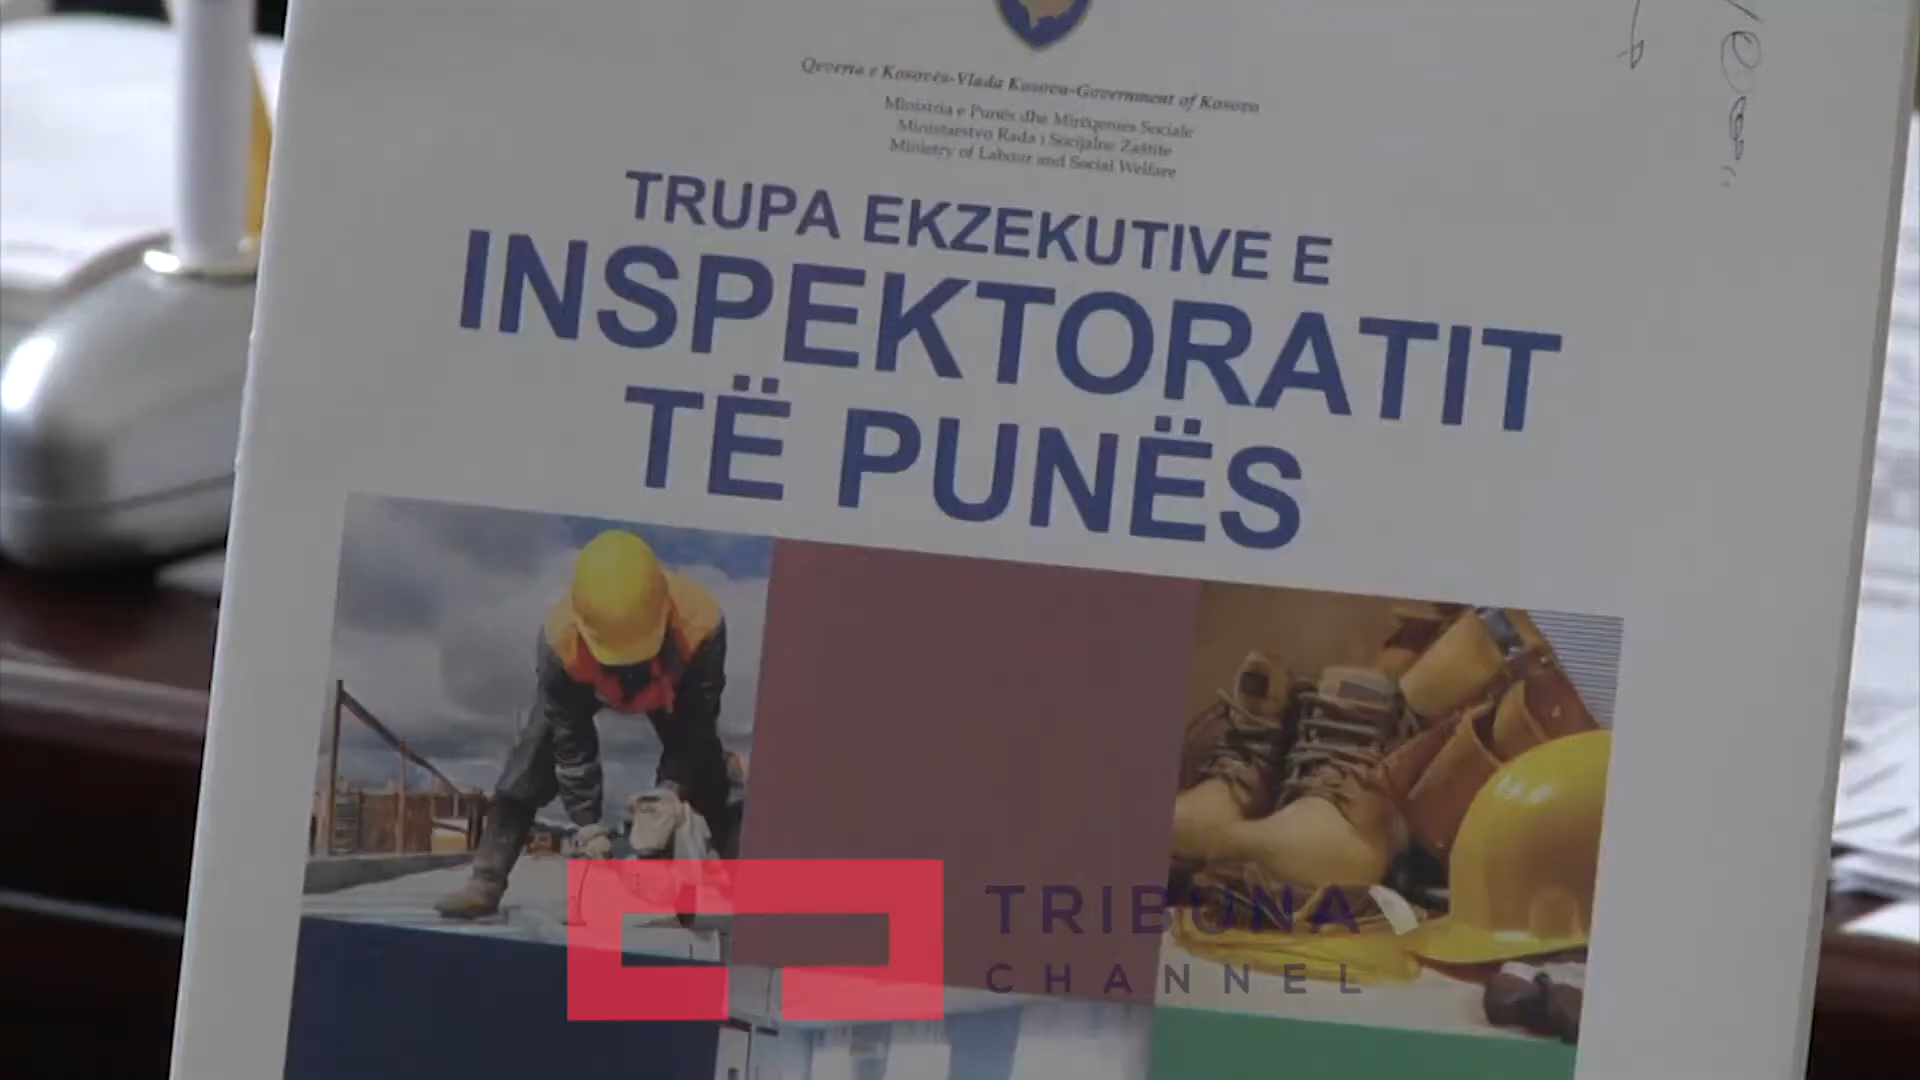 Qeveria e Kosovës-Vlada Kosova-Government of Kosovo
Ministria e Punës dhe Mirëqenies Sociale
Ministarstvo Rada i Socijalne Zaštite
Ministry of Labour and Social Welfare
TRUPA EKZEKUTIVE E
INSPEKTORATIT
TË PUNËS
TRIBUNA
CHANNEL